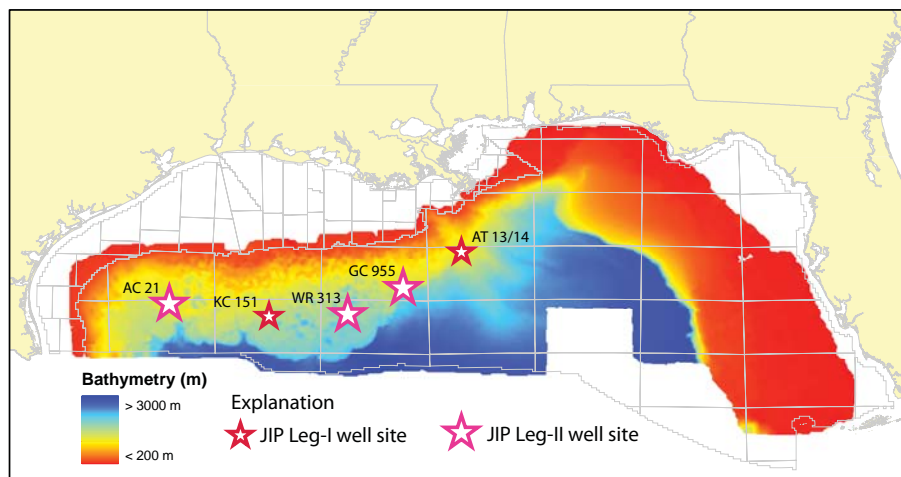 AT 13/14
GC 955
AC 21
KC 151
WR 313
Bathymetry (m)
> 3000 m
< 200 m
Explanation
JIP Leg-I well site
JIP Leg-II well site